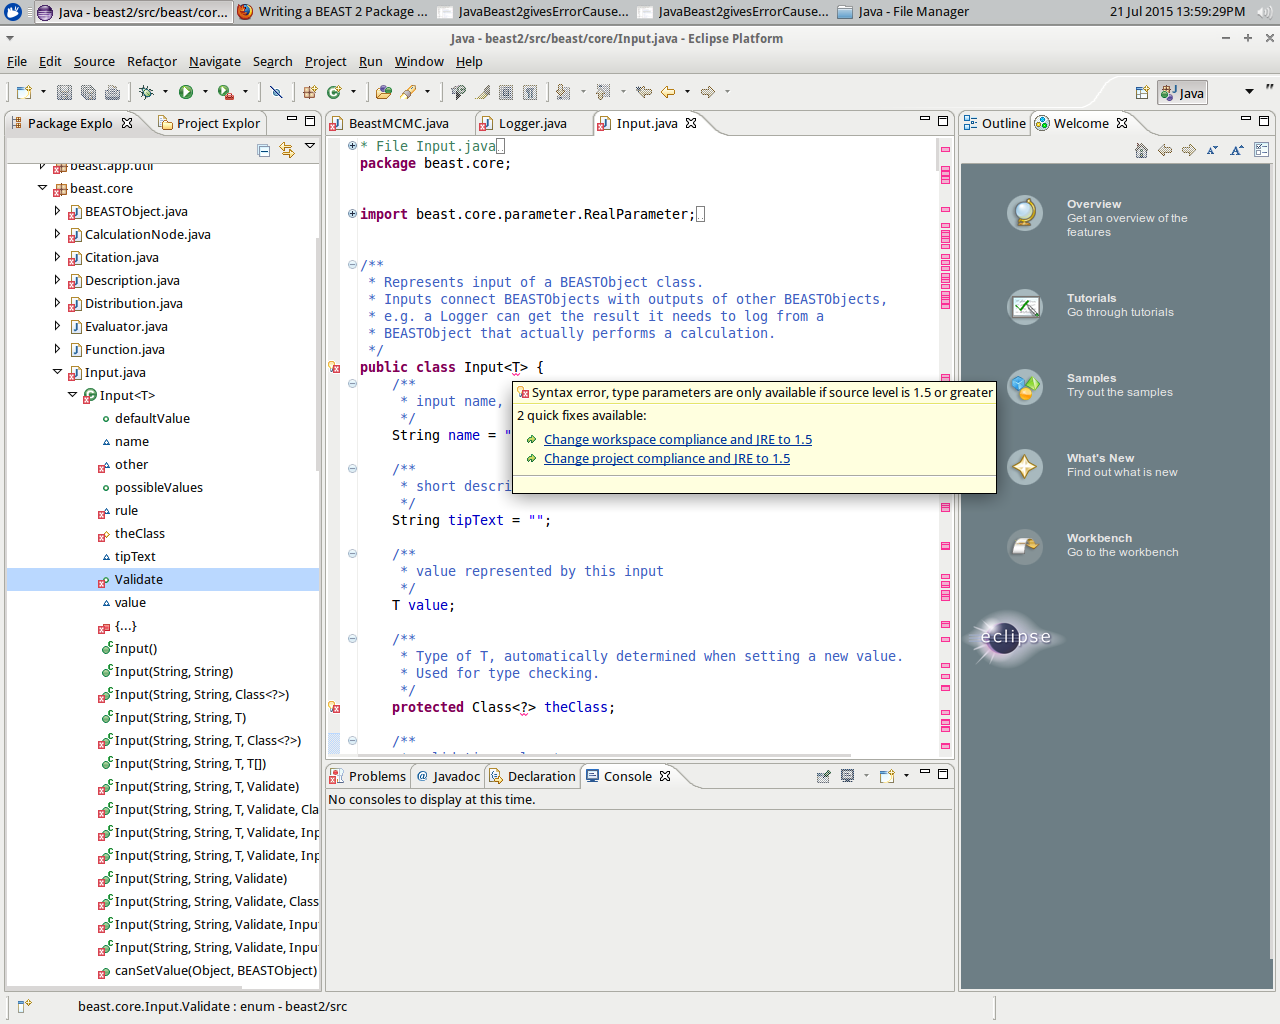 Java - beast2/src/beast/cor...
Writing a BEAST 2 Package ...
JavaBeast2givesErrorCause...
JavaBeast2givesErrorCause...
Java - File Manager
21 Jul 2015 13:59:29PM
Java - beast2/src/beast/core/Input.java - Eclipse Platform
File Edit Source Refactor Navigate Search Project Run Window Help
Java
Package Explo
Project Explor
beast.app.util
beast.core
BEASTObject.java
CalculationNode.java
Citation.java
Description.java
Distribution.java
Evaluator.java
Function.java
Input.java
Input<T>
defaultValue
name
other
possibleValues
rule
theClass
tipText
Validate
value
{...}
Input()
Input(String, String)
Input(String, String, Class<?>)
Input(String, String, T)
Input(String, String, T, Class<?>)
Input(String, String, T, T[])
Input(String, String, T, Validate)
Input(String, String, T, Validate, Cla
Input(String, String, T, Validate, Inp
Input(String, String, T, Validate, Inp
Input(String, String, Validate)
Input(String, String, Validate, Class
Input(String, String, Validate, Inpu
Input(String, String, Validate, Inpu
canSetValue(Object, BEASTObject)
BeastMCMC.java
Logger.java
Input.java
* File Input.java
package beast.core;
import beast.core.parameter.RealParameter;
/**
* Represents input of a BEASTObject class.
* Inputs connect BEASTObjects with outputs of other BEASTObjects,
* e.g. a Logger can get the result it needs to log from a
* BEASTObject that actually performs a calculation.
*/
public class Input<T> {
/**
* input name,
*/
String name = "
/**
* short descri
*/
String tipText = "";
/**
* value represented by this input
*/
T value;
/**
* Type of T, automatically determined when setting a new value.
* Used for type checking.
*/
protected Class<?> theClass;
/**
Syntax error, type parameters are only available if source level is 1.5 or greater
2 quick fixes available:
Change workspace compliance and JRE to 1.5
Change project compliance and JRE to 1.5
Problems
@ Javadoc
Declaration
Console
No consoles to display at this time.
Outline
Welcome
Overview
Get an overview of the
features
Tutorials
Go through tutorials
Samples
Try out the samples
What's New
Find out what is new
Workbench
Go to the workbench
eclipse
beast.core.Input.Validate : enum - beast2/src